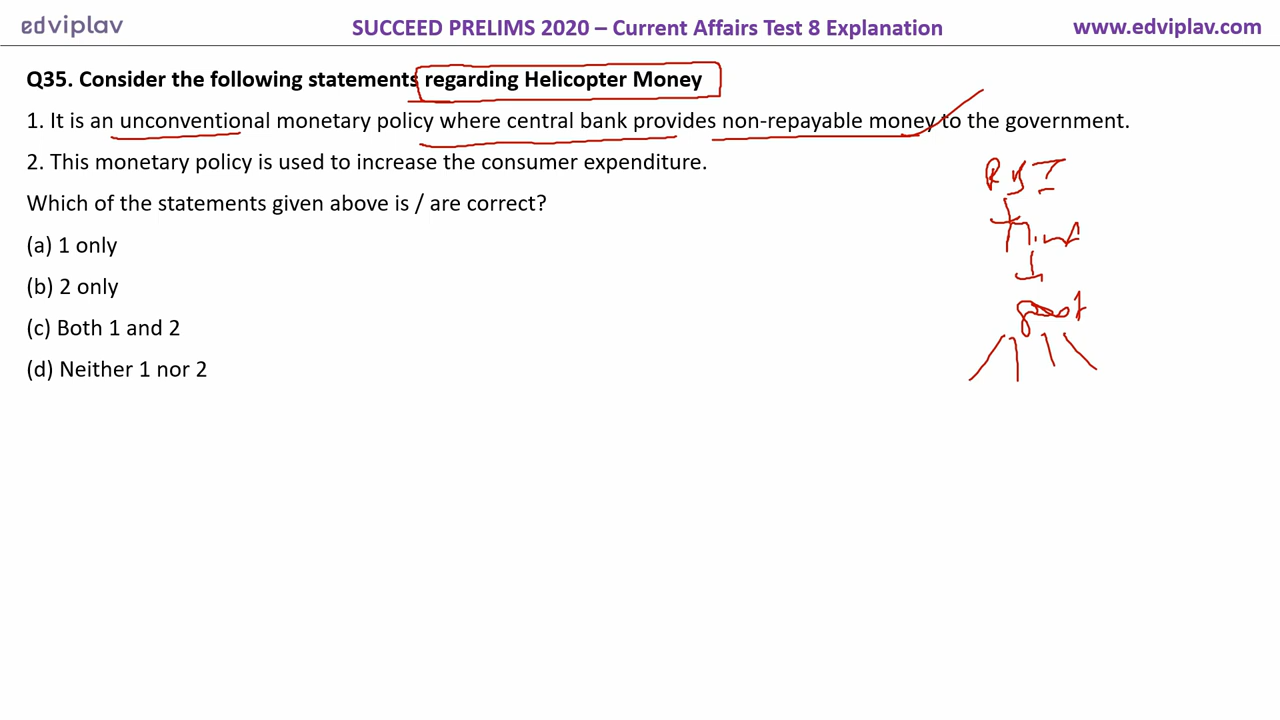 edviplav
SUCCEED PRELIMS 2020 – Current Affairs Test 8 Explanation
www.edviplav.com
Q35. Consider the following statements regarding Helicopter Money
1. It is an unconventional monetary policy where central bank provides non-repayable money to the government.
2. This monetary policy is used to increase the consumer expenditure.
Which of the statements given above is / are correct?
(a) 1 only
(b) 2 only
(c) Both 1 and 2
(d) Neither 1 nor 2
RBI
govt